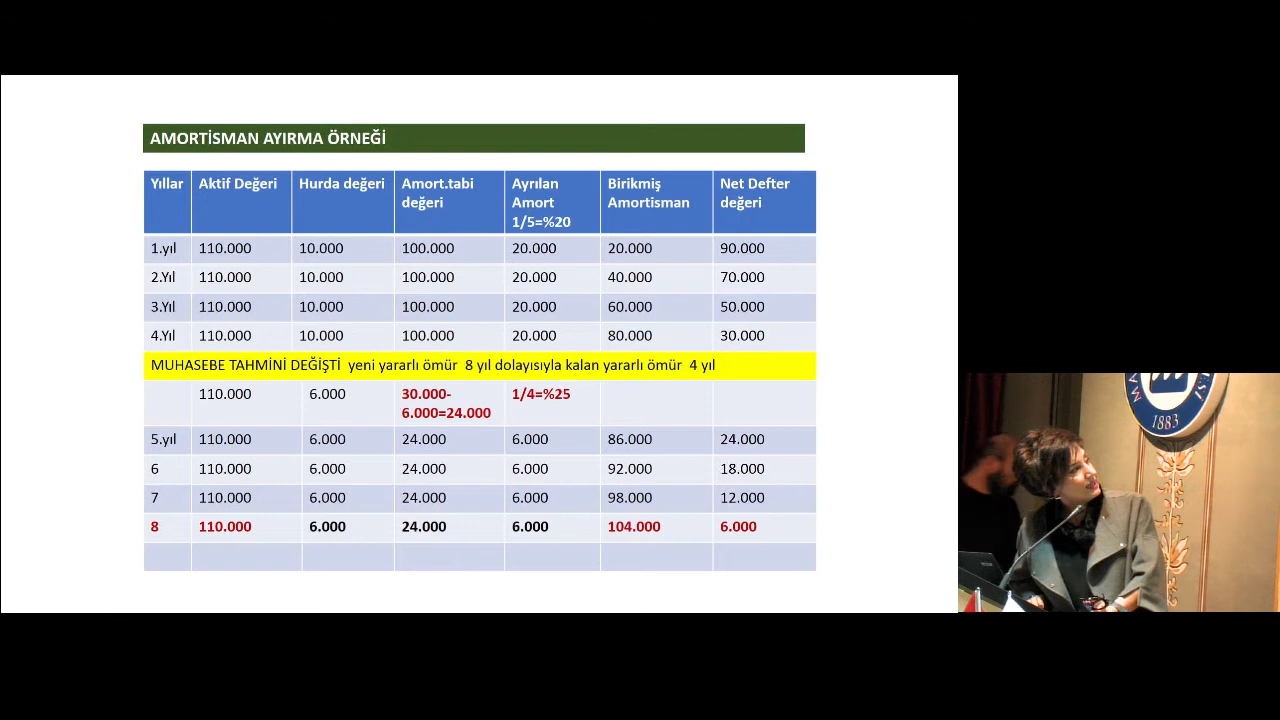 AMORTİSMAN AYIRMA ÖRNEĞİ
Yıllar Aktif Değeri Hurda değeri Amort.tabi değeri Ayrılan Amort 1/5=%20 Birikmiş Amortisman Net Defter değeri
1.yıl 110.000 10.000 100.000 20.000 20.000 90.000
2.Yıl 110.000 10.000 100.000 20.000 40.000 70.000
3.Yıl 110.000 10.000 100.000 20.000 60.000 50.000
4.Yıl 110.000 10.000 100.000 20.000 80.000 30.000
MUHASEBE TAHMİNİ DEĞİŞTİ yeni yararlı ömür 8 yıl dolayısıyla kalan yararlı ömür 4 yıl
110.000 6.000 30.000-6.000=24.000 1/4=%25
5.yıl 110.000 6.000 24.000 6.000 86.000 24.000
6 110.000 6.000 24.000 6.000 92.000 18.000
7 110.000 6.000 24.000 6.000 98.000 12.000
8 110.000 6.000 24.000 6.000 104.000 6.000
1883